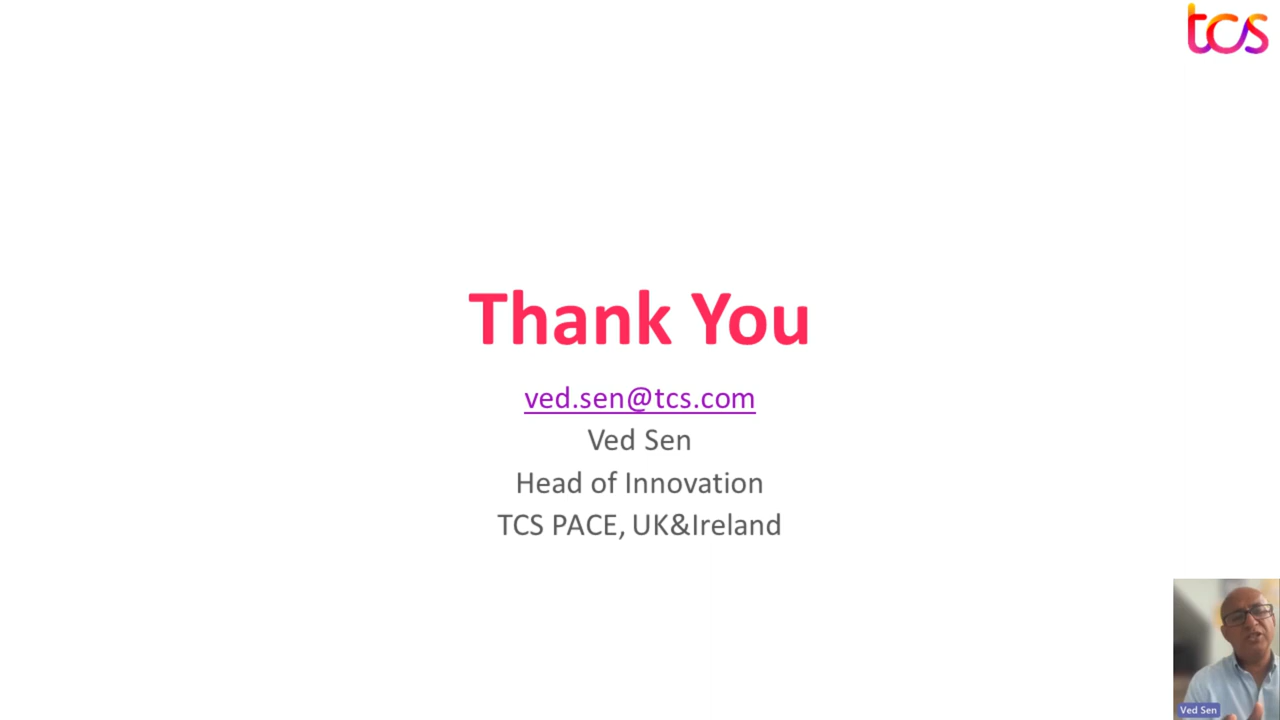 tcs
Thank You
ved.sen@tcs.com
Ved Sen
Head of Innovation
TCS PACE, UK&Ireland
Ved Sen